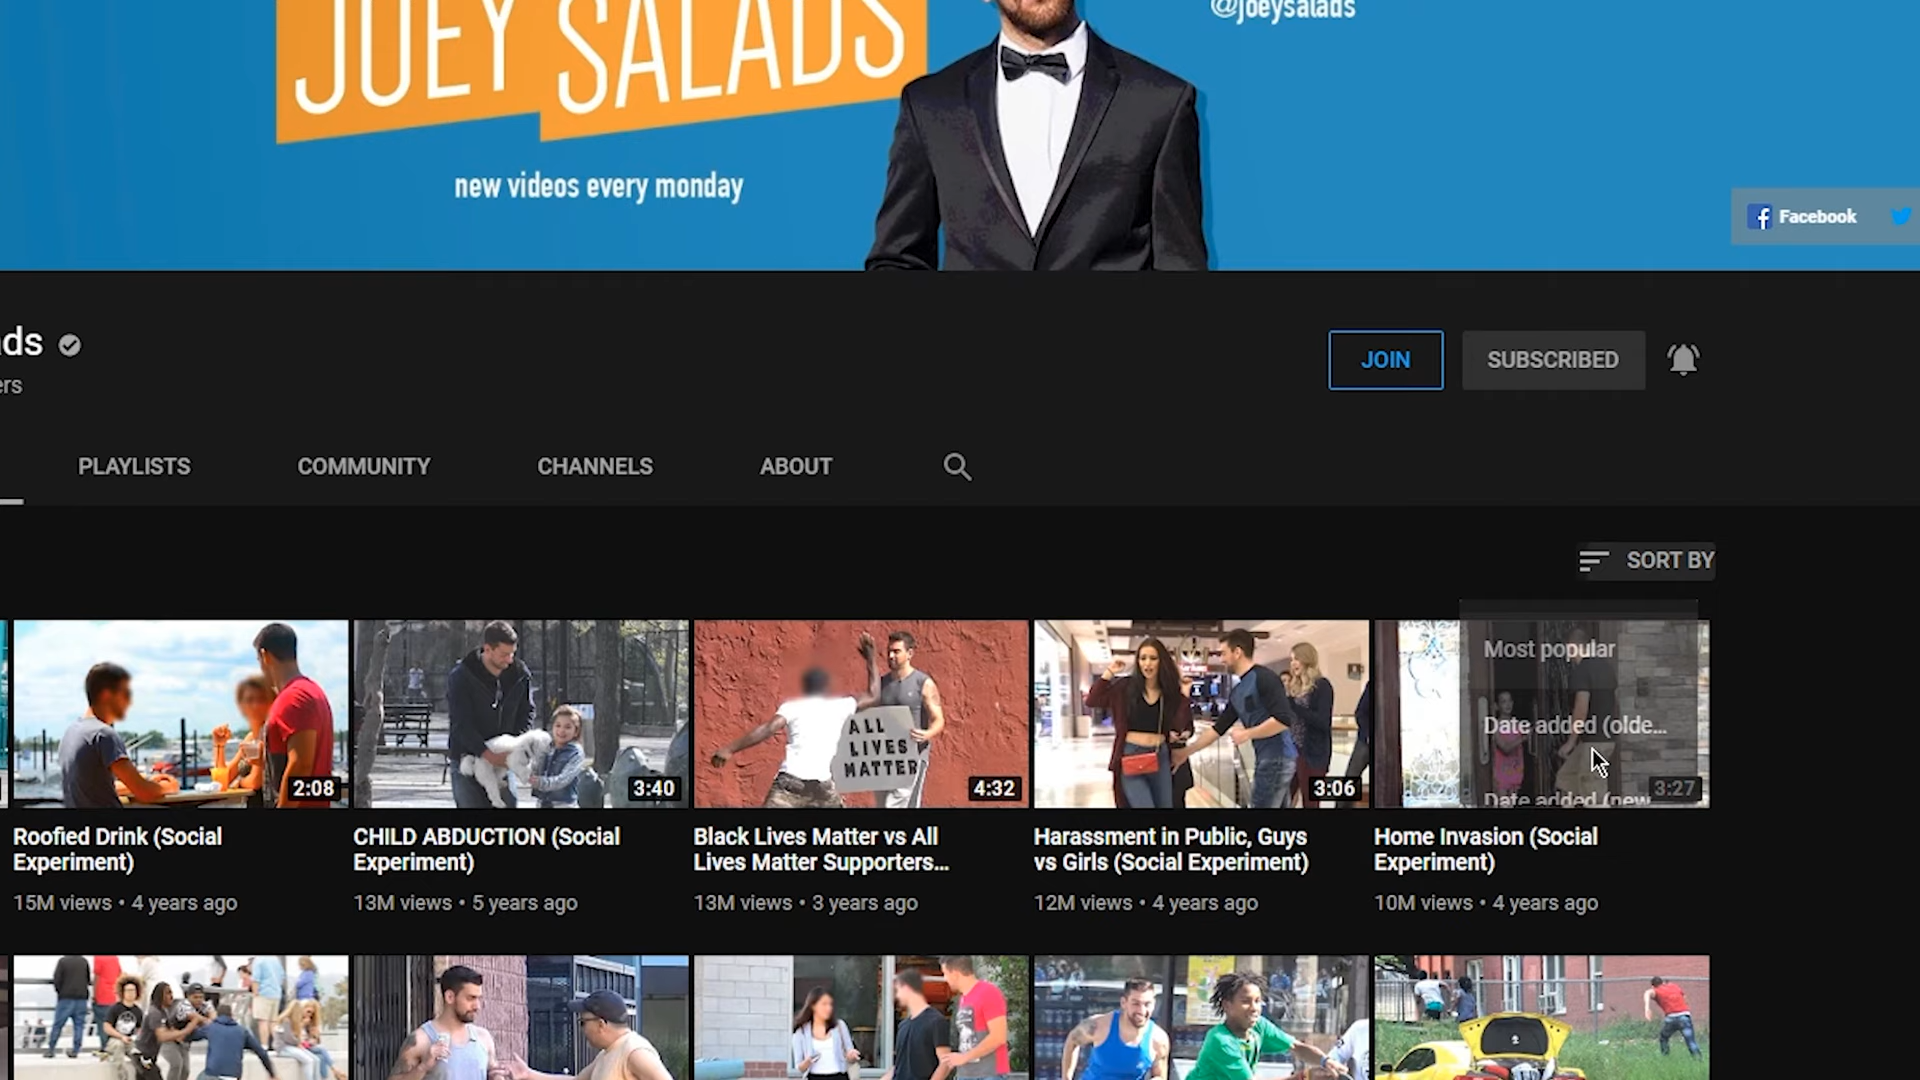 @joeysalads
JOEY SALADS
new videos every monday
Facebook
ads
ers
JOIN
SUBSCRIBED
PLAYLISTS
COMMUNITY
CHANNELS
ABOUT
SORT BY
Most popular
Date added (olde...
Date added (new
2:08
3:40
ALL
LIVES
MATTER
4:32
3:06
3:27
Roofied Drink (Social
Experiment)
15M views • 4 years ago
CHILD ABDUCTION (Social
Experiment)
13M views • 5 years ago
Black Lives Matter vs All
Lives Matter Supporters...
13M views • 3 years ago
Harassment in Public, Guys
vs Girls (Social Experiment)
12M views • 4 years ago
Home Invasion (Social
Experiment)
10M views • 4 years ago